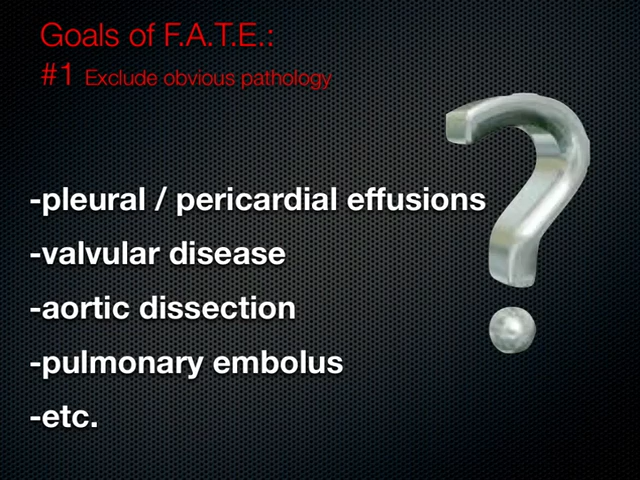 Goals of F.A.T.E.:
#1 Exclude obvious pathology
-pleural / pericardial effusions
-valvular disease
-aortic dissection
-pulmonary embolus
-etc.
?